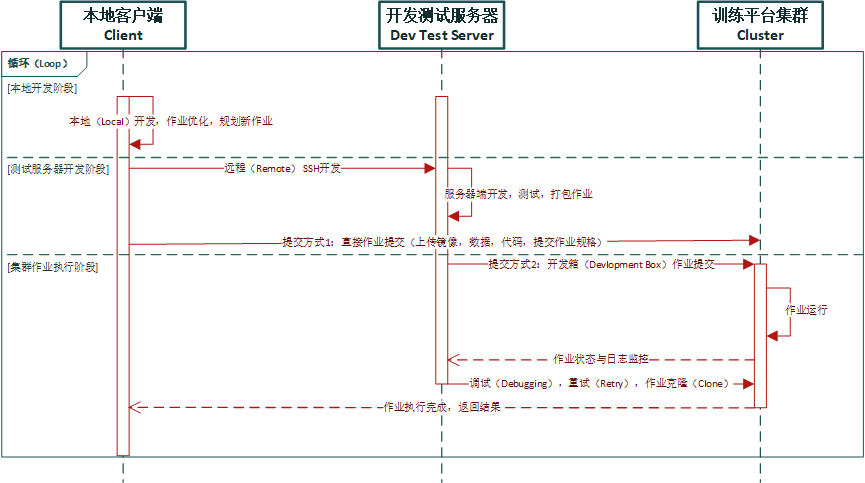 本地客户端
Client
开发测试服务器
Dev Test Server
训练平台集群
Cluster
循环（Loop）
[本地开发阶段]
本地（Local）开发，作业优化，规划新作业
[测试服务器开发阶段]
远程（Remote） SSH开发
服务器端开发，测试，打包作业
提交方式1：直接作业提交（上传镜像，数据，代码，提交作业规格）
[集群作业执行阶段]
提交方式2：开发箱（Devlopment Box）作业提交
作业运行
作业状态与日志监控
调试（Debugging），重试（Retry），作业克隆（Clone）
作业执行完成，返回结果